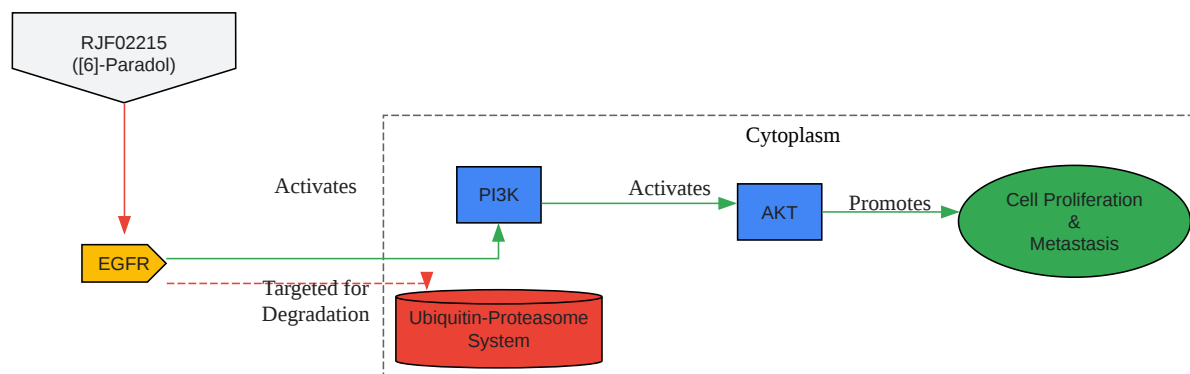 RJF02215
([6]-Paradol)
Cytoplasm
Activates
PI3K
Activates
AKT
Promotes
Cell Proliferation
&
Metastasis
EGFR
Targeted for
Degradation
Ubiquitin-Proteasome
System